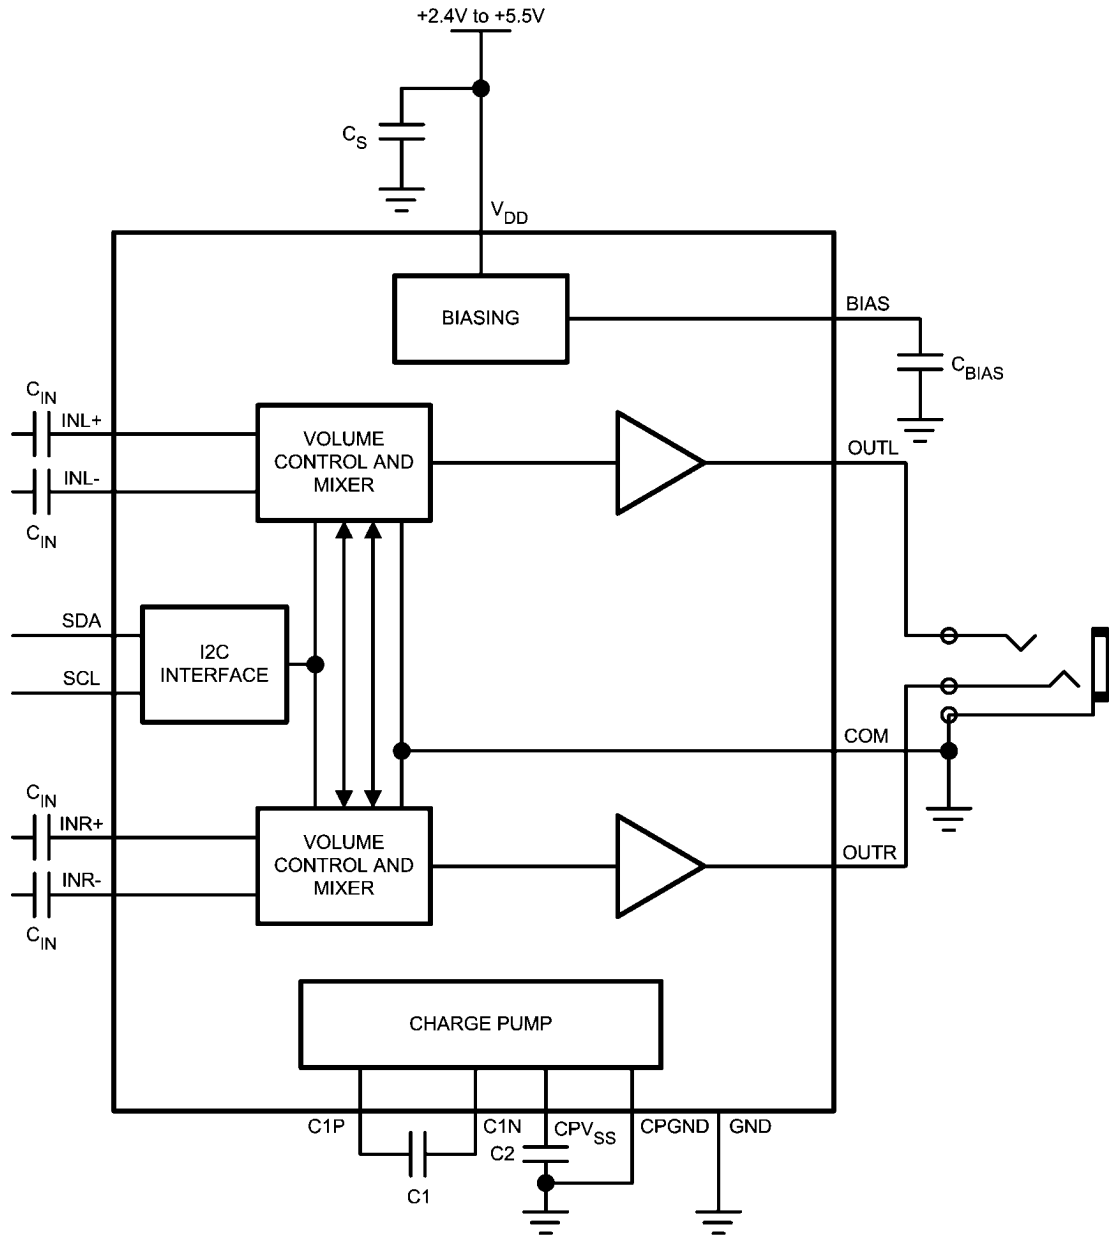 +2.4V to +5.5V
CS
VDD
BIASING
BIAS
CBIAS
CIN
INL+
VOLUME
CONTROL AND
MIXER
OUTL
INL-
CIN
SDA
I2C
INTERFACE
SCL
COM
CIN
INR+
VOLUME
CONTROL AND
MIXER
OUTR
INR-
CIN
CHARGE PUMP
C1P
C1N
CPVSS
CPGND
GND
C2
C1